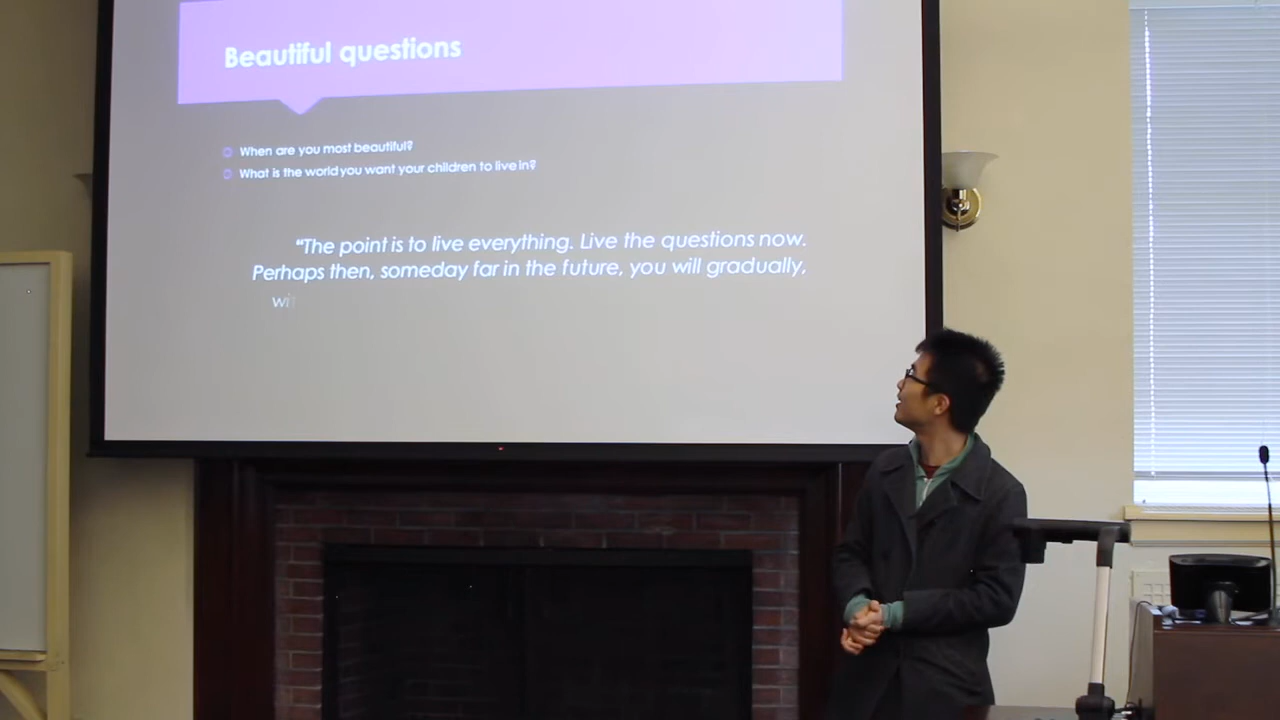 Beautiful questions
When are you most beautiful?
What is the world you want your children to live in?
“The point is to live everything. Live the questions now.
Perhaps then, someday far in the future, you will gradually,
wi